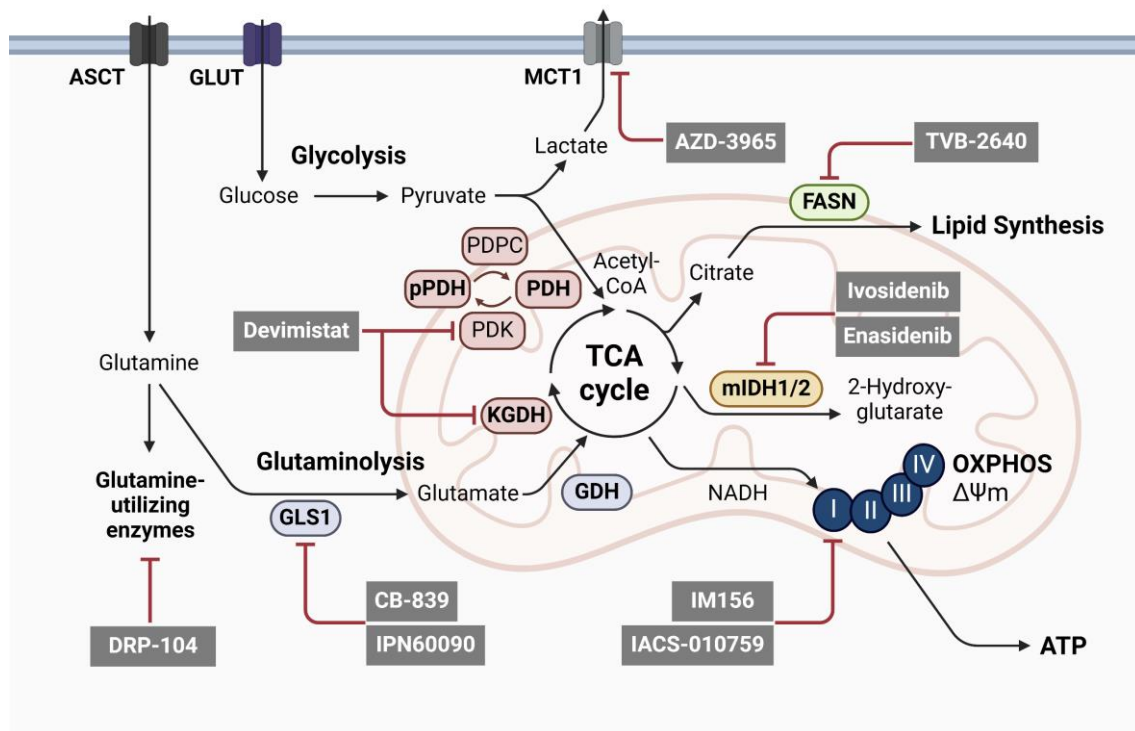 ASCT
GLUT
MCT1
AZD-3965
TVB-2640
Lactate
Glycolysis
Glucose
Pyruvate
FASN
Lipid Synthesis
PDPC
pPDH
PDH
PDK
Acetyl-
CoA
Citrate
Ivosidenib
Enasidenib
Devimistat
Glutamine
TCA
cycle
mIDH1/2
2-Hydroxy-
glutarate
KGDH
Glutaminolysis
Glutamate
GDH
NADH
I
II
III
IV
OXPHOS
ΔΨm
Glutamine-
utilizing
enzymes
GLS1
CB-839
IPN60090
IM156
IACS-010759
DRP-104
ATP